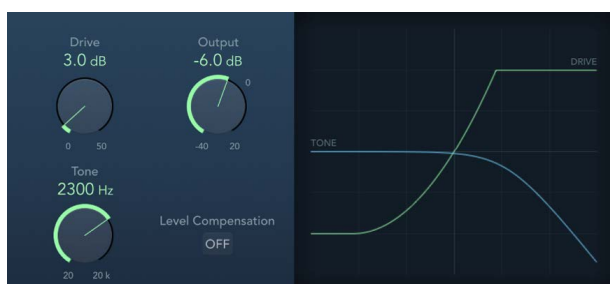 Drive
3.0 dB
0 50
Output
-6.0 dB
0
-40 20
Tone
2300 Hz
20 20 k
Level Compensation
OFF
DRIVE
TONE